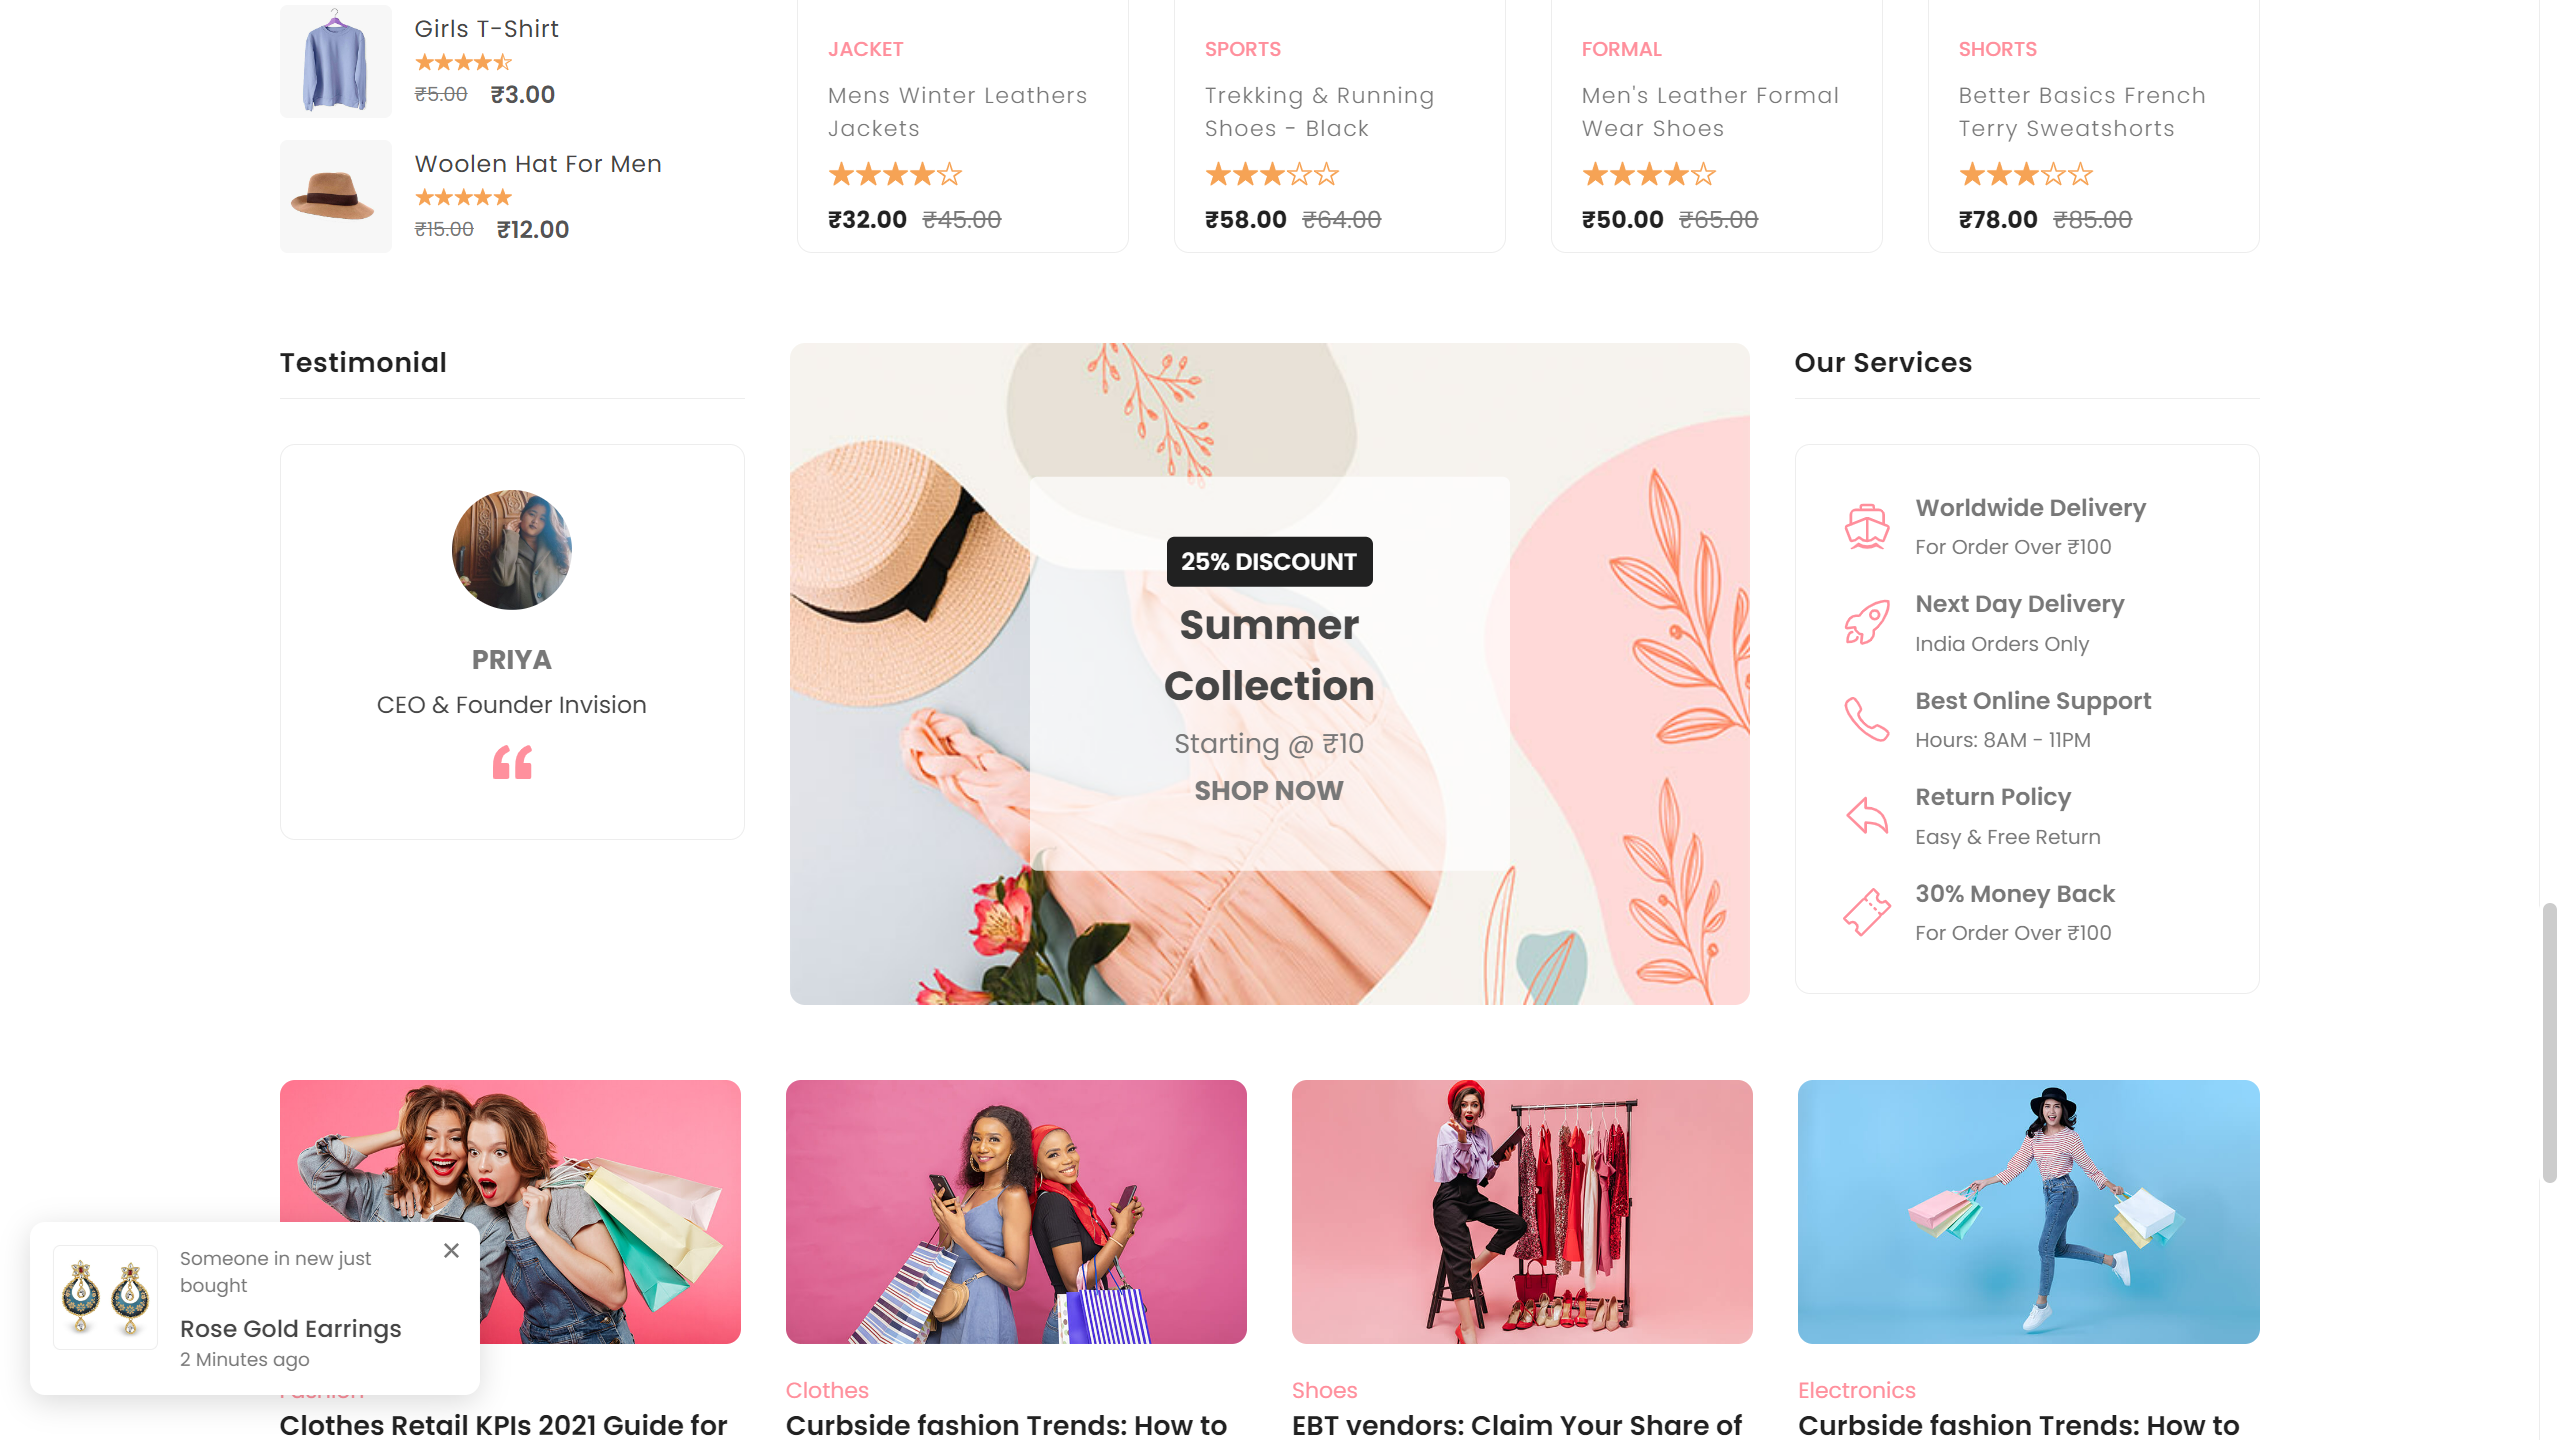 Girls T-Shirt
₹5.00 ₹3.00
Woolen Hat For Men
₹15.00 ₹12.00
JACKET
Mens Winter Leathers
Jackets
₹32.00 ₹45.00
SPORTS
Trekking & Running
Shoes - Black
₹58.00 ₹64.00
FORMAL
Men's Leather Formal
Wear Shoes
₹50.00 ₹65.00
SHORTS
Better Basics French
Terry Sweatshorts
₹78.00 ₹85.00
Testimonial
PRIYA
CEO & Founder Invision
25% DISCOUNT
Summer
Collection
Starting @ ₹10
SHOP NOW
Our Services
Worldwide Delivery
For Order Over ₹100
Next Day Delivery
India Orders Only
Best Online Support
Hours: 8AM - 11PM
Return Policy
Easy & Free Return
30% Money Back
For Order Over ₹100
Someone in new just
bought
Rose Gold Earrings
2 Minutes ago
Clothes Retail KPIs 2021 Guide for
Clothes
Curbside fashion Trends: How to
Shoes
EBT vendors: Claim Your Share of
Electronics
Curbside fashion Trends: How to